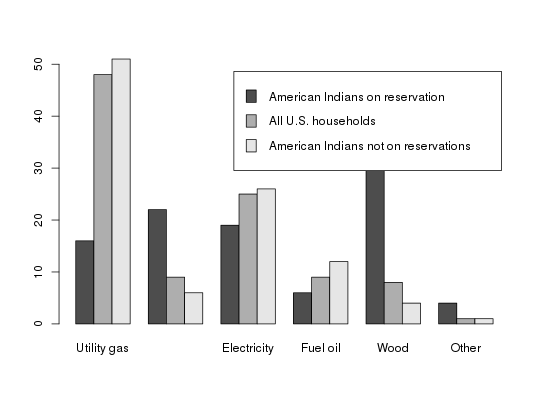 50
40
30
20
10
0
American Indians on reservation
All U.S. households
American Indians not on reservations
Utility gas
Electricity
Fuel oil
Wood
Other